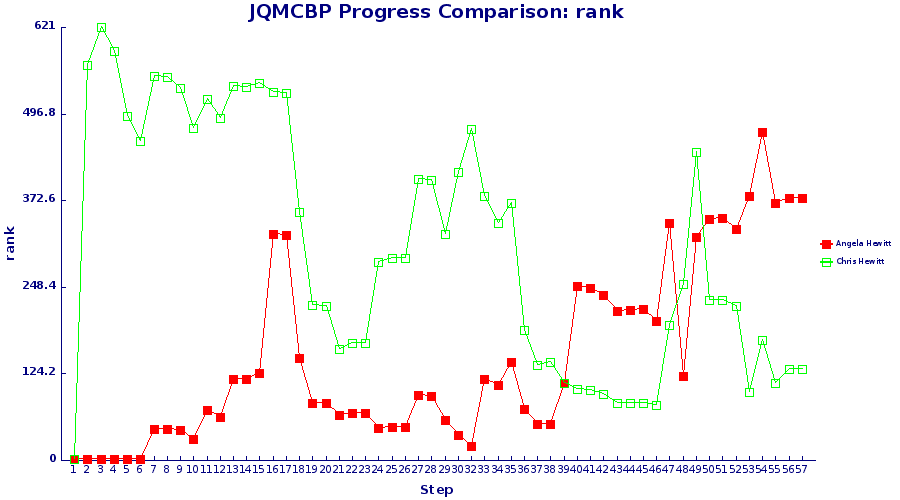 JQMCBP Progress Comparison: rank
621
496.8
372.6
248.4
124.2
0
rank
1 2 3 4 5 6 7 8 9 10 11 12 13 14 15 16 17 18 19 20 21 22 23 24 25 26 27 28 29 30 31 32 33 34 35 36 37 38 39 40 41 42 43 44 45 46 47 48 49 50 51 52 53 54 55 56 57
Step
Angela Hewitt
Chris Hewitt